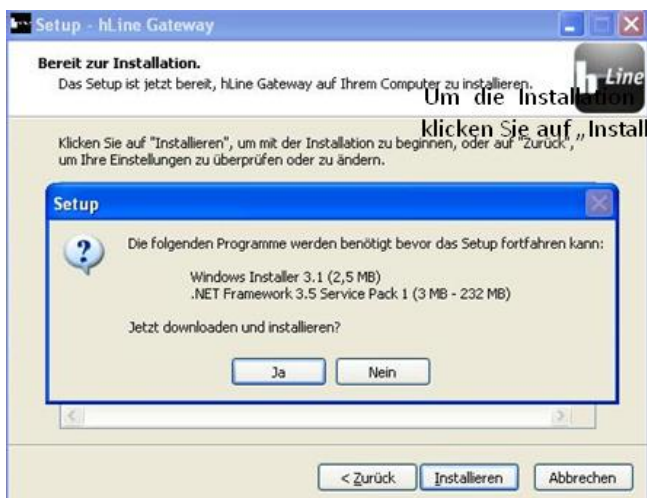 Setup - hLine Gateway
Bereit zur Installation.
Das Setup ist jetzt bereit, hLine Gateway auf Ihrem Computer zu installieren.
h Line
Um die Installation
klicken Sie auf „Install
Klicken Sie auf "Installieren", um mit der Installation zu beginnen, oder auf "Zurück",
um Ihre Einstellungen zu überprüfen oder zu ändern.
Setup
Die folgenden Programme werden benötigt bevor das Setup fortfahren kann:
Windows Installer 3.1 (2,5 MB)
.NET Framework 3.5 Service Pack 1 (3 MB - 232 MB)
Jetzt downloaden und installieren?
Ja
Nein
< Zurück
Installieren
Abbrechen